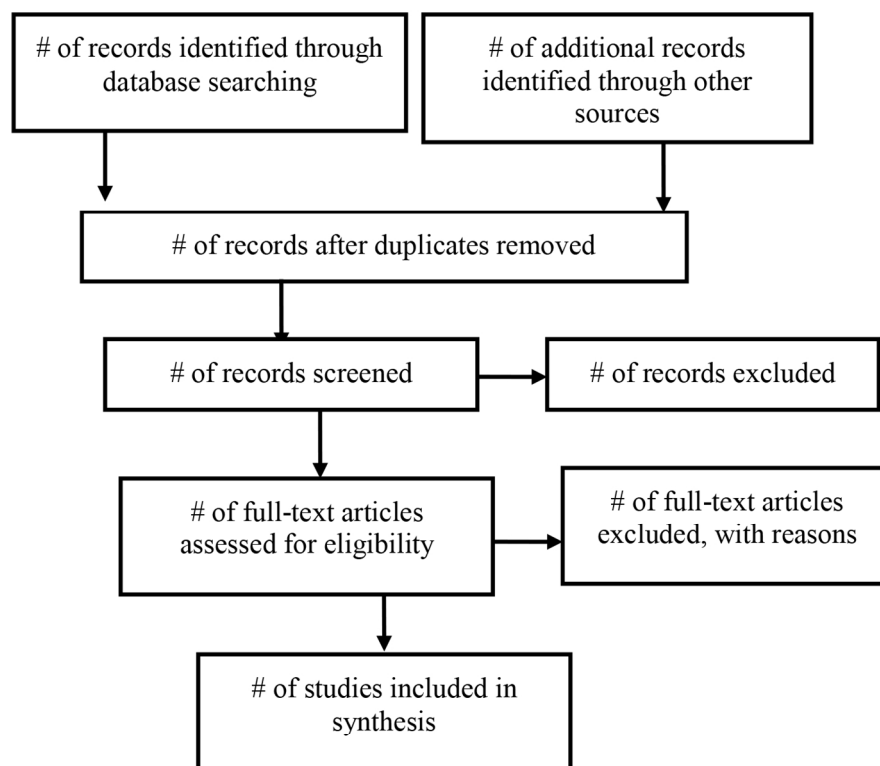 # of records identified through
database searching
# of additional records
identified through other
sources
# of records after duplicates removed
# of records screened
# of records excluded
# of full-text articles
assessed for eligibility
# of full-text articles
excluded, with reasons
# of studies included in
synthesis